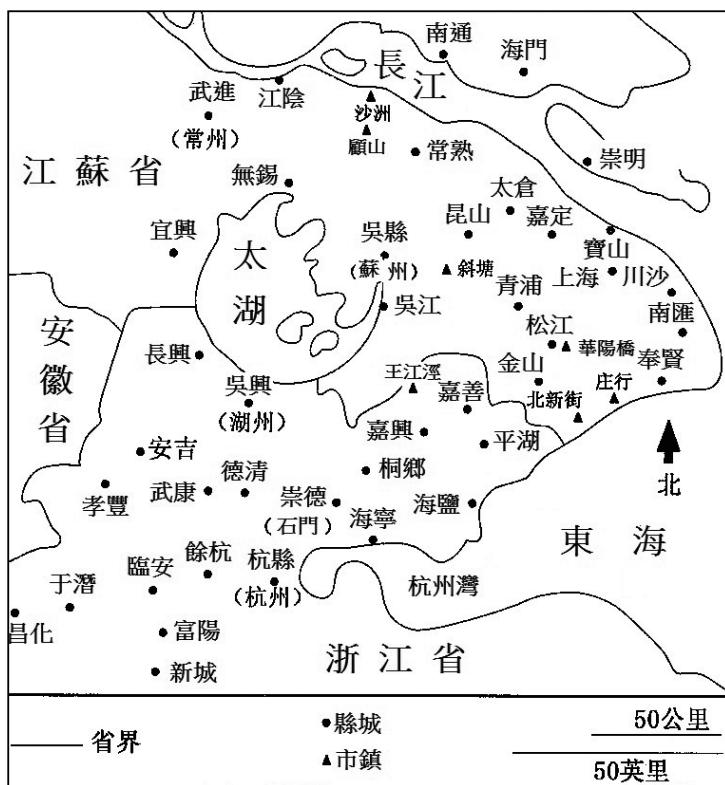 南通
海門
長江
武進
(常州)
江陰
沙洲
顧山
常熟
崇明
江蘇省
無錫
太倉
昆山
嘉定
宜興
太湖
吳縣
(蘇州)
斜塘
寶山
上海
川沙
青浦
吳江
南匯
安徽省
長興
松江
華陽橋
金山
奉賢
王江涇
庄行
吳興
(湖州)
嘉善
北新街
嘉興
平湖
安吉
桐鄉
北
孝豐
武康
德清
崇德
(石門)
海鹽
海寧
東海
餘杭
杭縣
(杭州)
臨安
于潛
杭州灣
昌化
富陽
新城
浙江省
省界
縣城
市鎮
50公里
50英里